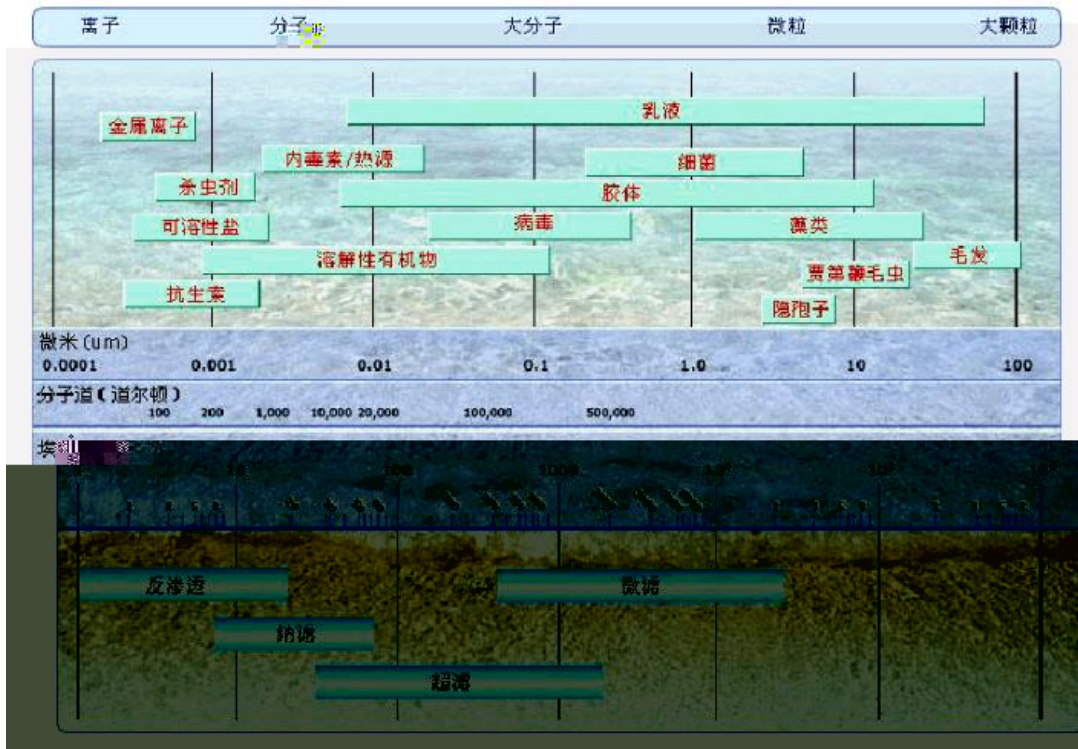 离子 分子 大分子 微粒 大颗粒
乳液
金属离子
内毒素/热源 细菌
杀虫剂 胶体
可溶性盐 病毒 藻类
溶解性有机物 毛发
贾第鞭毛虫
抗生素
隐孢子
微米(um)
0.0001 0.001 0.01 0.1 1.0 10 100
分子道(道尔顿)
100 200 1,000 10,000 20,000 100,000 500,000
埃
100 1000
反渗透 微滤
纳滤
超滤